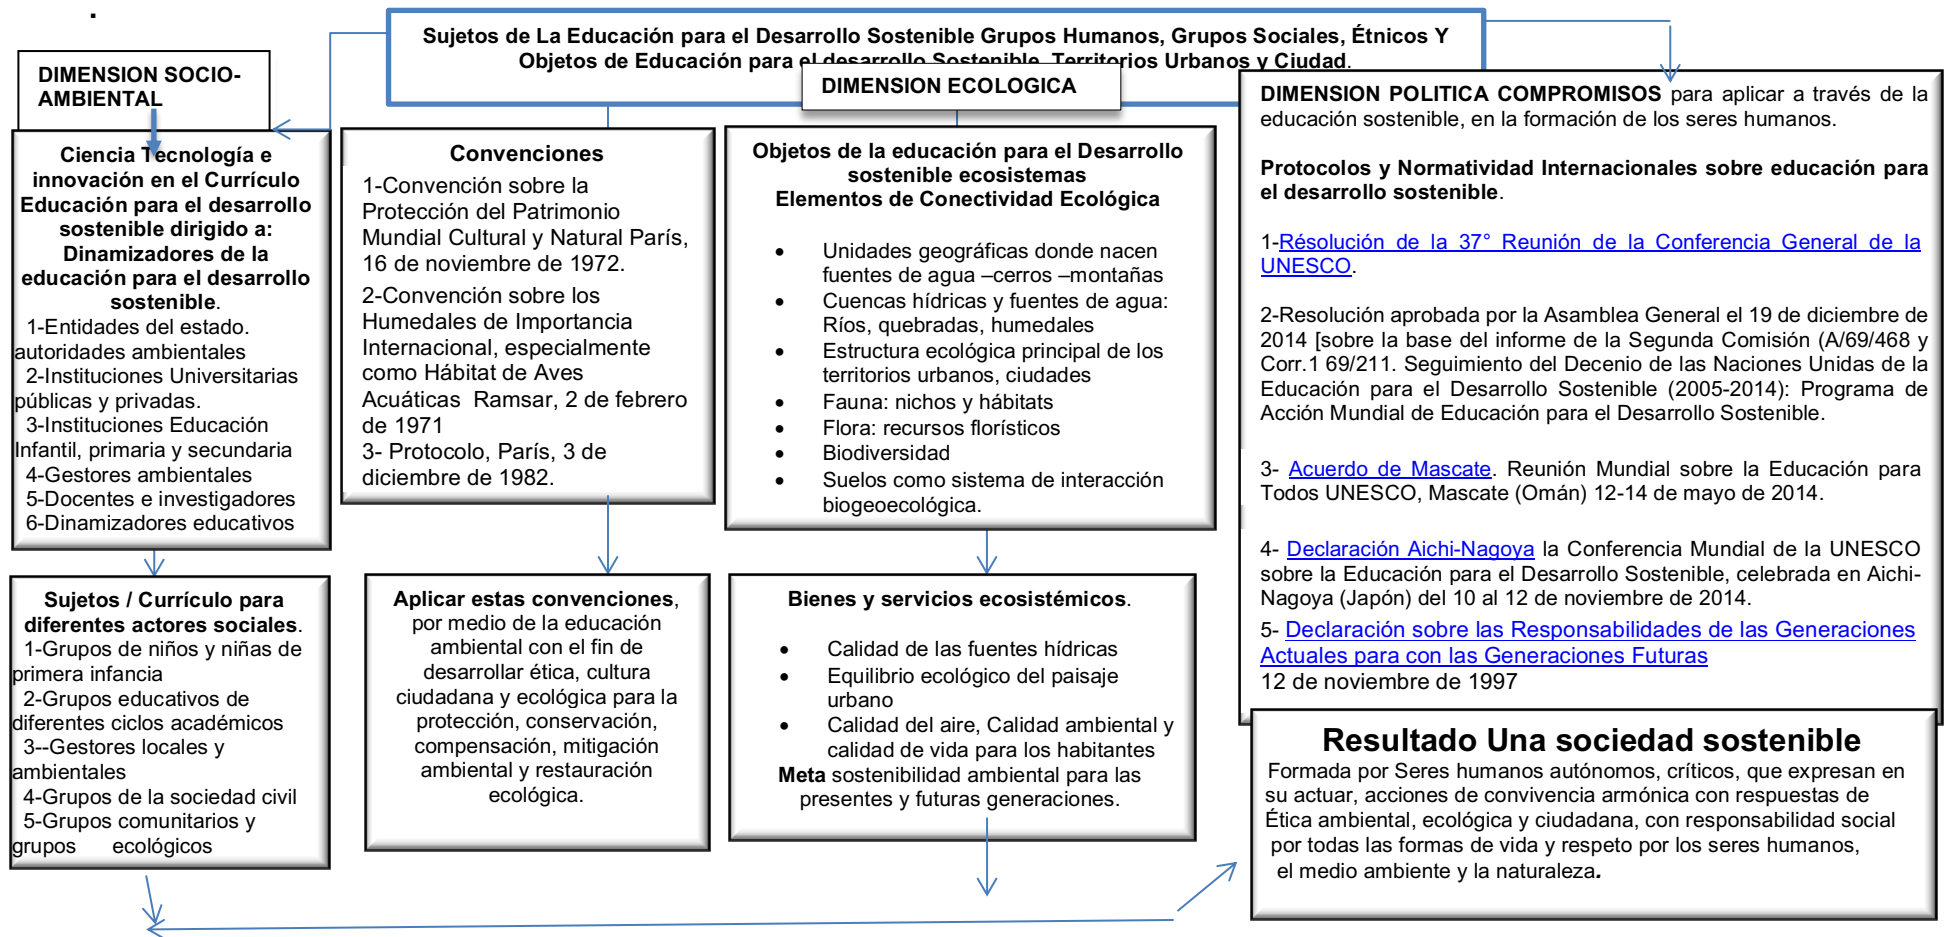 .
Sujetos de La Educación para el Desarrollo Sostenible Grupos Humanos, Grupos Sociales, Étnicos Y
Objetos de Educación para el desarrollo Sostenible, Territorios Urbanos y Ciudad.
DIMENSION SOCIO-
AMBIENTAL
Ciencia Tecnología e
innovación en el Currículo
Educación para el desarrollo
sostenible dirigido a:
Dinamizadores de la
educación para el desarrollo
sostenible.
1-Entidades del estado.
autoridades ambientales
2-Instituciones Universitarias
públicas y privadas.
3-Instituciones Educación
Infantil, primaria y secundaria
4-Gestores ambientales
5-Docentes e investigadores
6-Dinamizadores educativos
Sujetos / Currículo para
diferentes actores sociales.
1-Grupos de niños y niñas de
primera infancia
2-Grupos educativos de
diferentes ciclos académicos
3--Gestores locales y
ambientales
4-Grupos de la sociedad civil
5-Grupos comunitarios y
grupos ecológicos
Convenciones
1-Convención sobre la
Protección del Patrimonio
Mundial Cultural y Natural París,
16 de noviembre de 1972.
2-Convención sobre los
Humedales de Importancia
Internacional, especialmente
como Hábitat de Aves
Acuáticas Ramsar, 2 de febrero
de 1971
3- Protocolo, París, 3 de
diciembre de 1982.
Aplicar estas convenciones,
por medio de la educación
ambiental con el fin de
desarrollar ética, cultura
ciudadana y ecológica para la
protección, conservación,
compensación, mitigación
ambiental y restauración
ecológica.
DIMENSION ECOLOGICA
Objetos de la educación para el Desarrollo
sostenible ecosistemas
Elementos de Conectividad Ecológica
• Unidades geográficas donde nacen
fuentes de agua –cerros –montañas
• Cuencas hídricas y fuentes de agua:
Ríos, quebradas, humedales
• Estructura ecológica principal de los
territorios urbanos, ciudades
• Fauna: nichos y hábitats
• Flora: recursos florísticos
• Biodiversidad
• Suelos como sistema de interacción
biogeoecológica.
Bienes y servicios ecosistémicos.
• Calidad de las fuentes hídricas
• Equilibrio ecológico del paisaje
urbano
• Calidad del aire, Calidad ambiental y
calidad de vida para los habitantes
Meta sostenibilidad ambiental para las
presentes y futuras generaciones.
DIMENSION POLITICA COMPROMISOS para aplicar a través de la
educación sostenible, en la formación de los seres humanos.
Protocolos y Normatividad Internacionales sobre educación para
el desarrollo sostenible.
1-Résolución de la 37° Reunión de la Conferencia General de la
UNESCO.
2-Resolución aprobada por la Asamblea General el 19 de diciembre de
2014 [sobre la base del informe de la Segunda Comisión (A/69/468 y
Corr.1 69/211. Seguimiento del Decenio de las Naciones Unidas de la
Educación para el Desarrollo Sostenible (2005-2014): Programa de
Acción Mundial de Educación para el Desarrollo Sostenible.
3- Acuerdo de Mascate. Reunión Mundial sobre la Educación para
Todos UNESCO, Mascate (Omán) 12-14 de mayo de 2014.
4- Declaración Aichi-Nagoya la Conferencia Mundial de la UNESCO
sobre la Educación para el Desarrollo Sostenible, celebrada en Aichi-
Nagoya (Japón) del 10 al 12 de noviembre de 2014.
5- Declaración sobre las Responsabilidades de las Generaciones
Actuales para con las Generaciones Futuras
12 de noviembre de 1997
Resultado Una sociedad sostenible
Formada por Seres humanos autónomos, críticos, que expresan en
su actuar, acciones de convivencia armónica con respuestas de
Ética ambiental, ecológica y ciudadana, con responsabilidad social
por todas las formas de vida y respeto por los seres humanos,
el medio ambiente y la naturaleza.